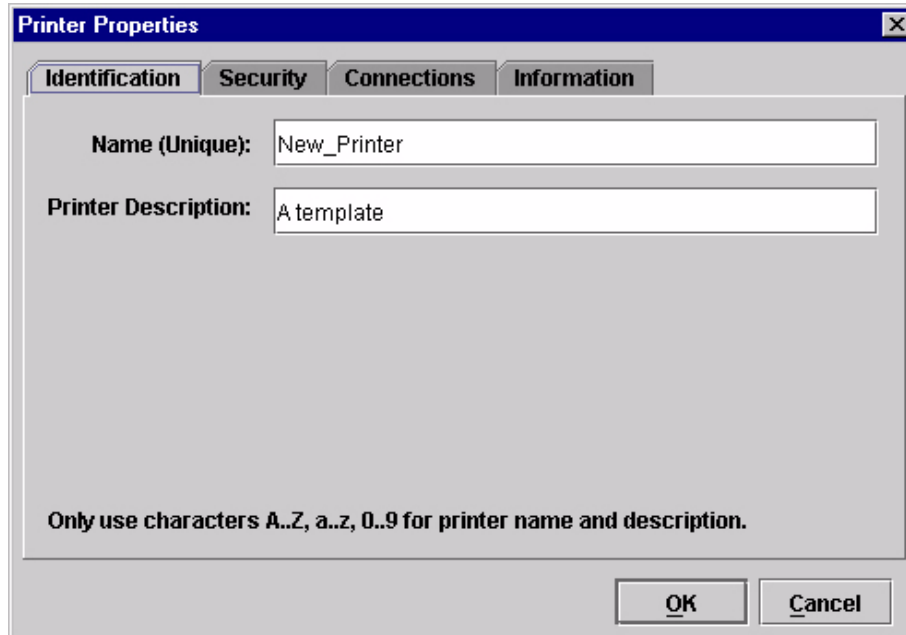 Printer Properties
Identification Security Connections Information
Name (Unique): New_Printer
Printer Description: A template
Only use characters A..Z, a..z, 0..9 for printer name and description.
OK Cancel